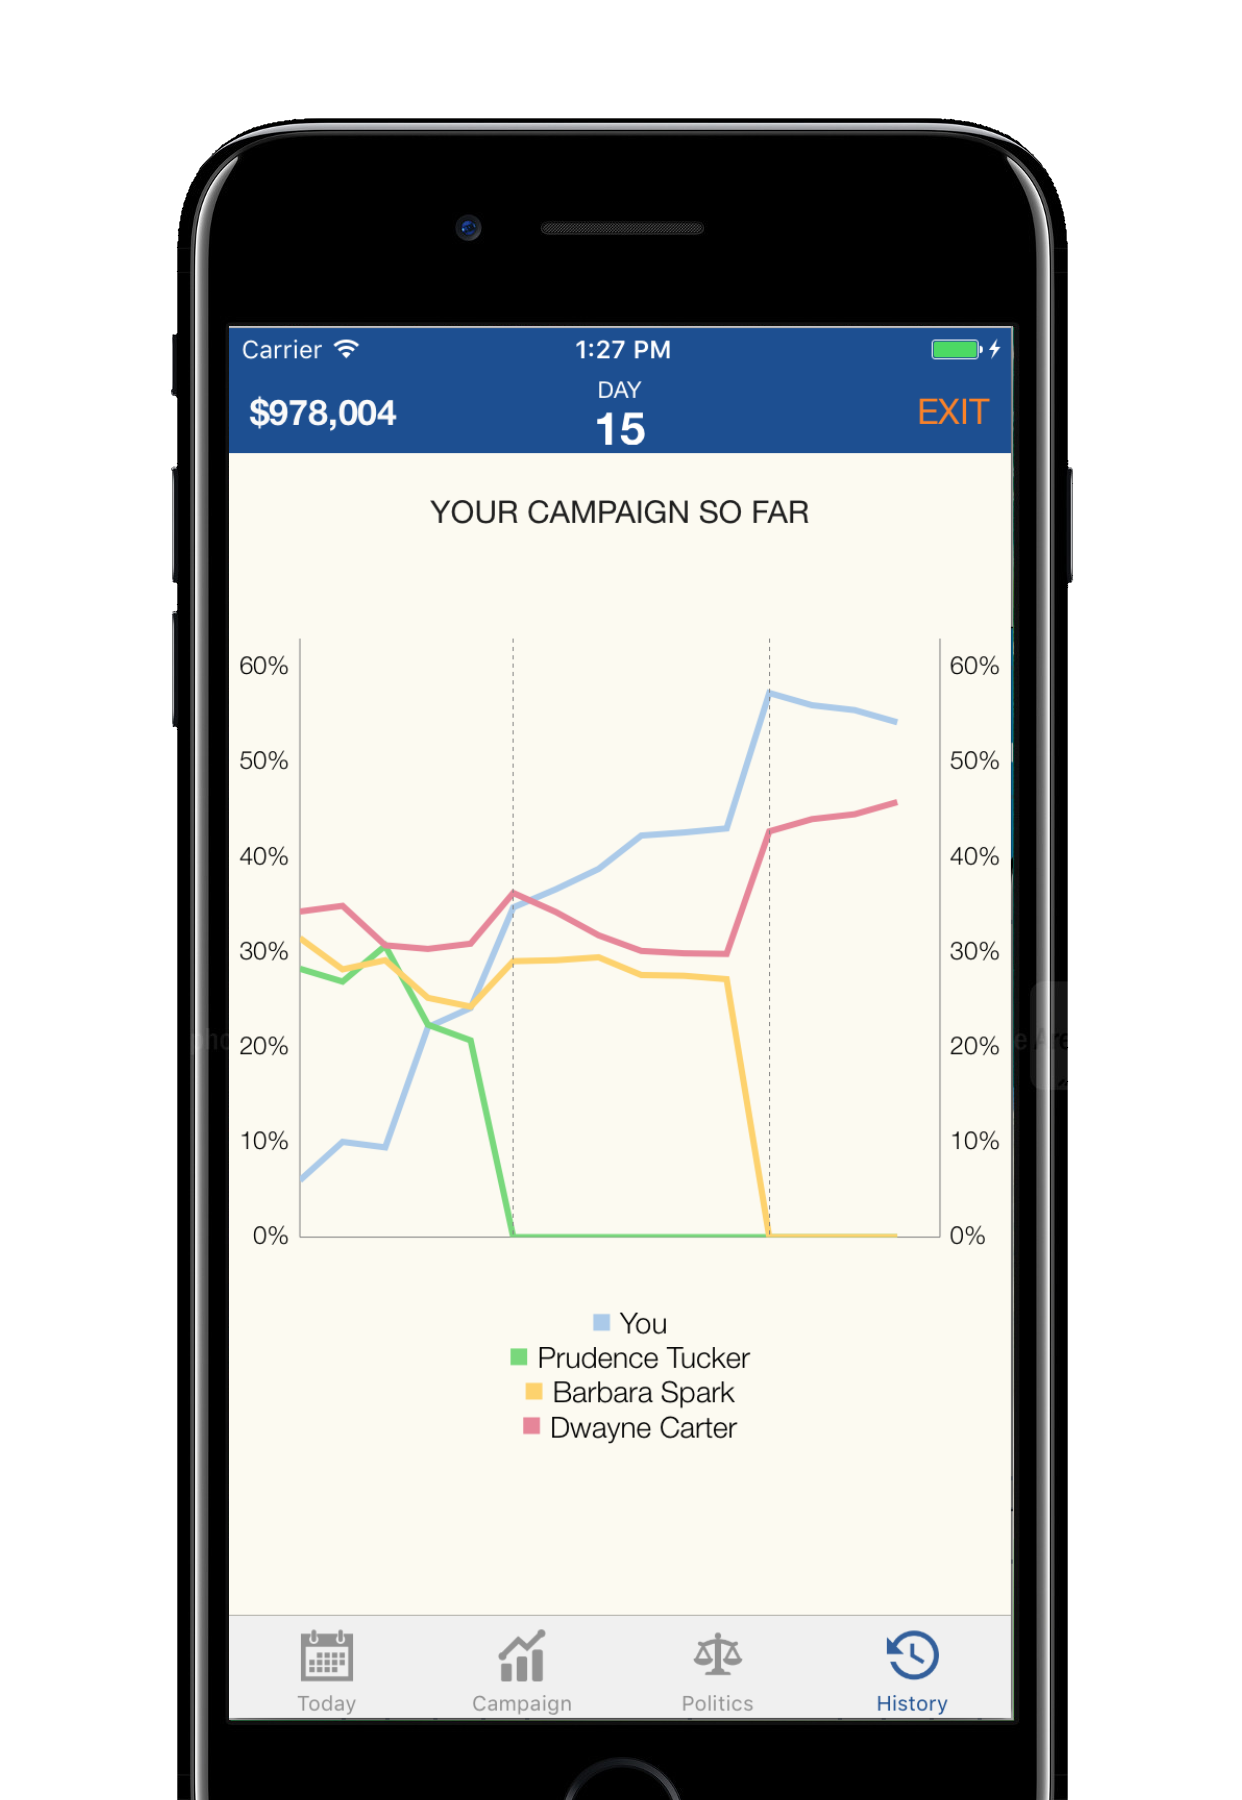 Carrier
1:27 PM
$978,004
DAY
15
EXIT
YOUR CAMPAIGN SO FAR
60% 60%
50% 50%
40% 40%
30% 30%
20% 20%
10% 10%
0% 0%
You
Prudence Tucker
Barbara Spark
Dwayne Carter
Today Campaign Politics History